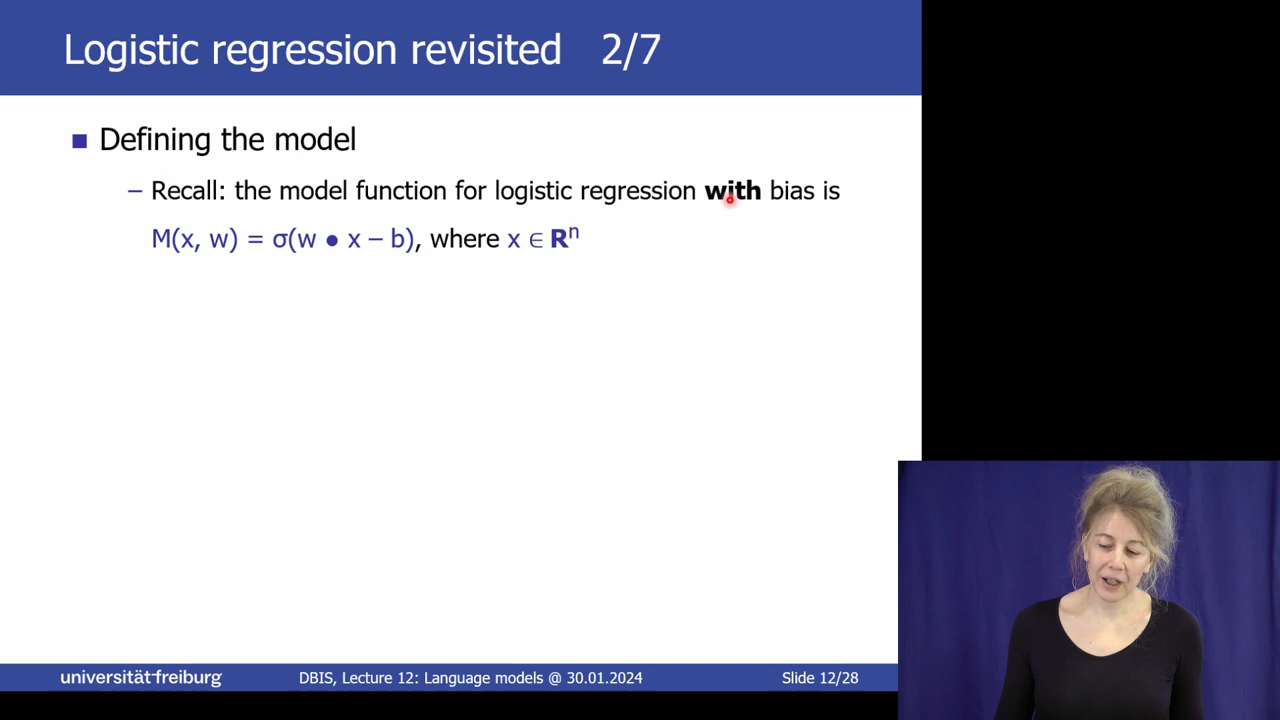 Logistic regression revisited 2/7
■ Defining the model
– Recall: the model function for logistic regression with bias is
M(x, w) = σ(w ● x – b), where x ∈ Rⁿ
universität freiburg
DBIS, Lecture 12: Language models @ 30.01.2024
Slide 12/28